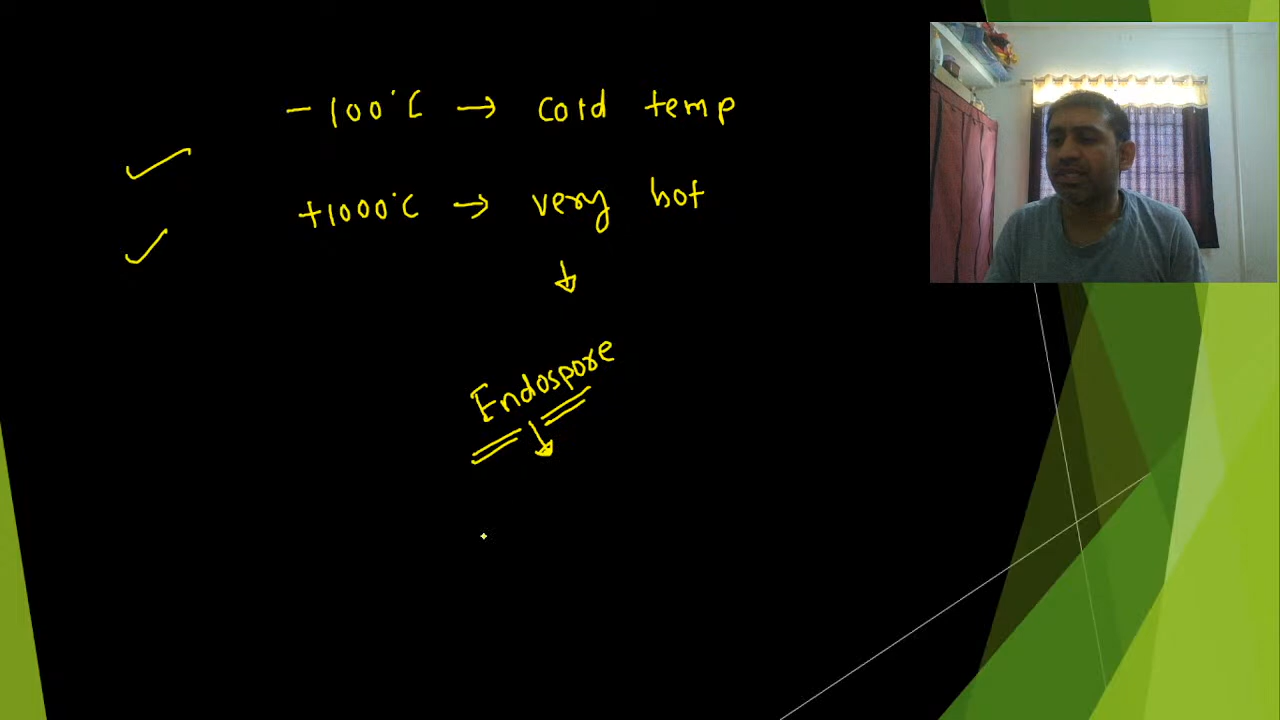 -100°C → cold temp
+1000°C → very hot
↓
Endospore
↓